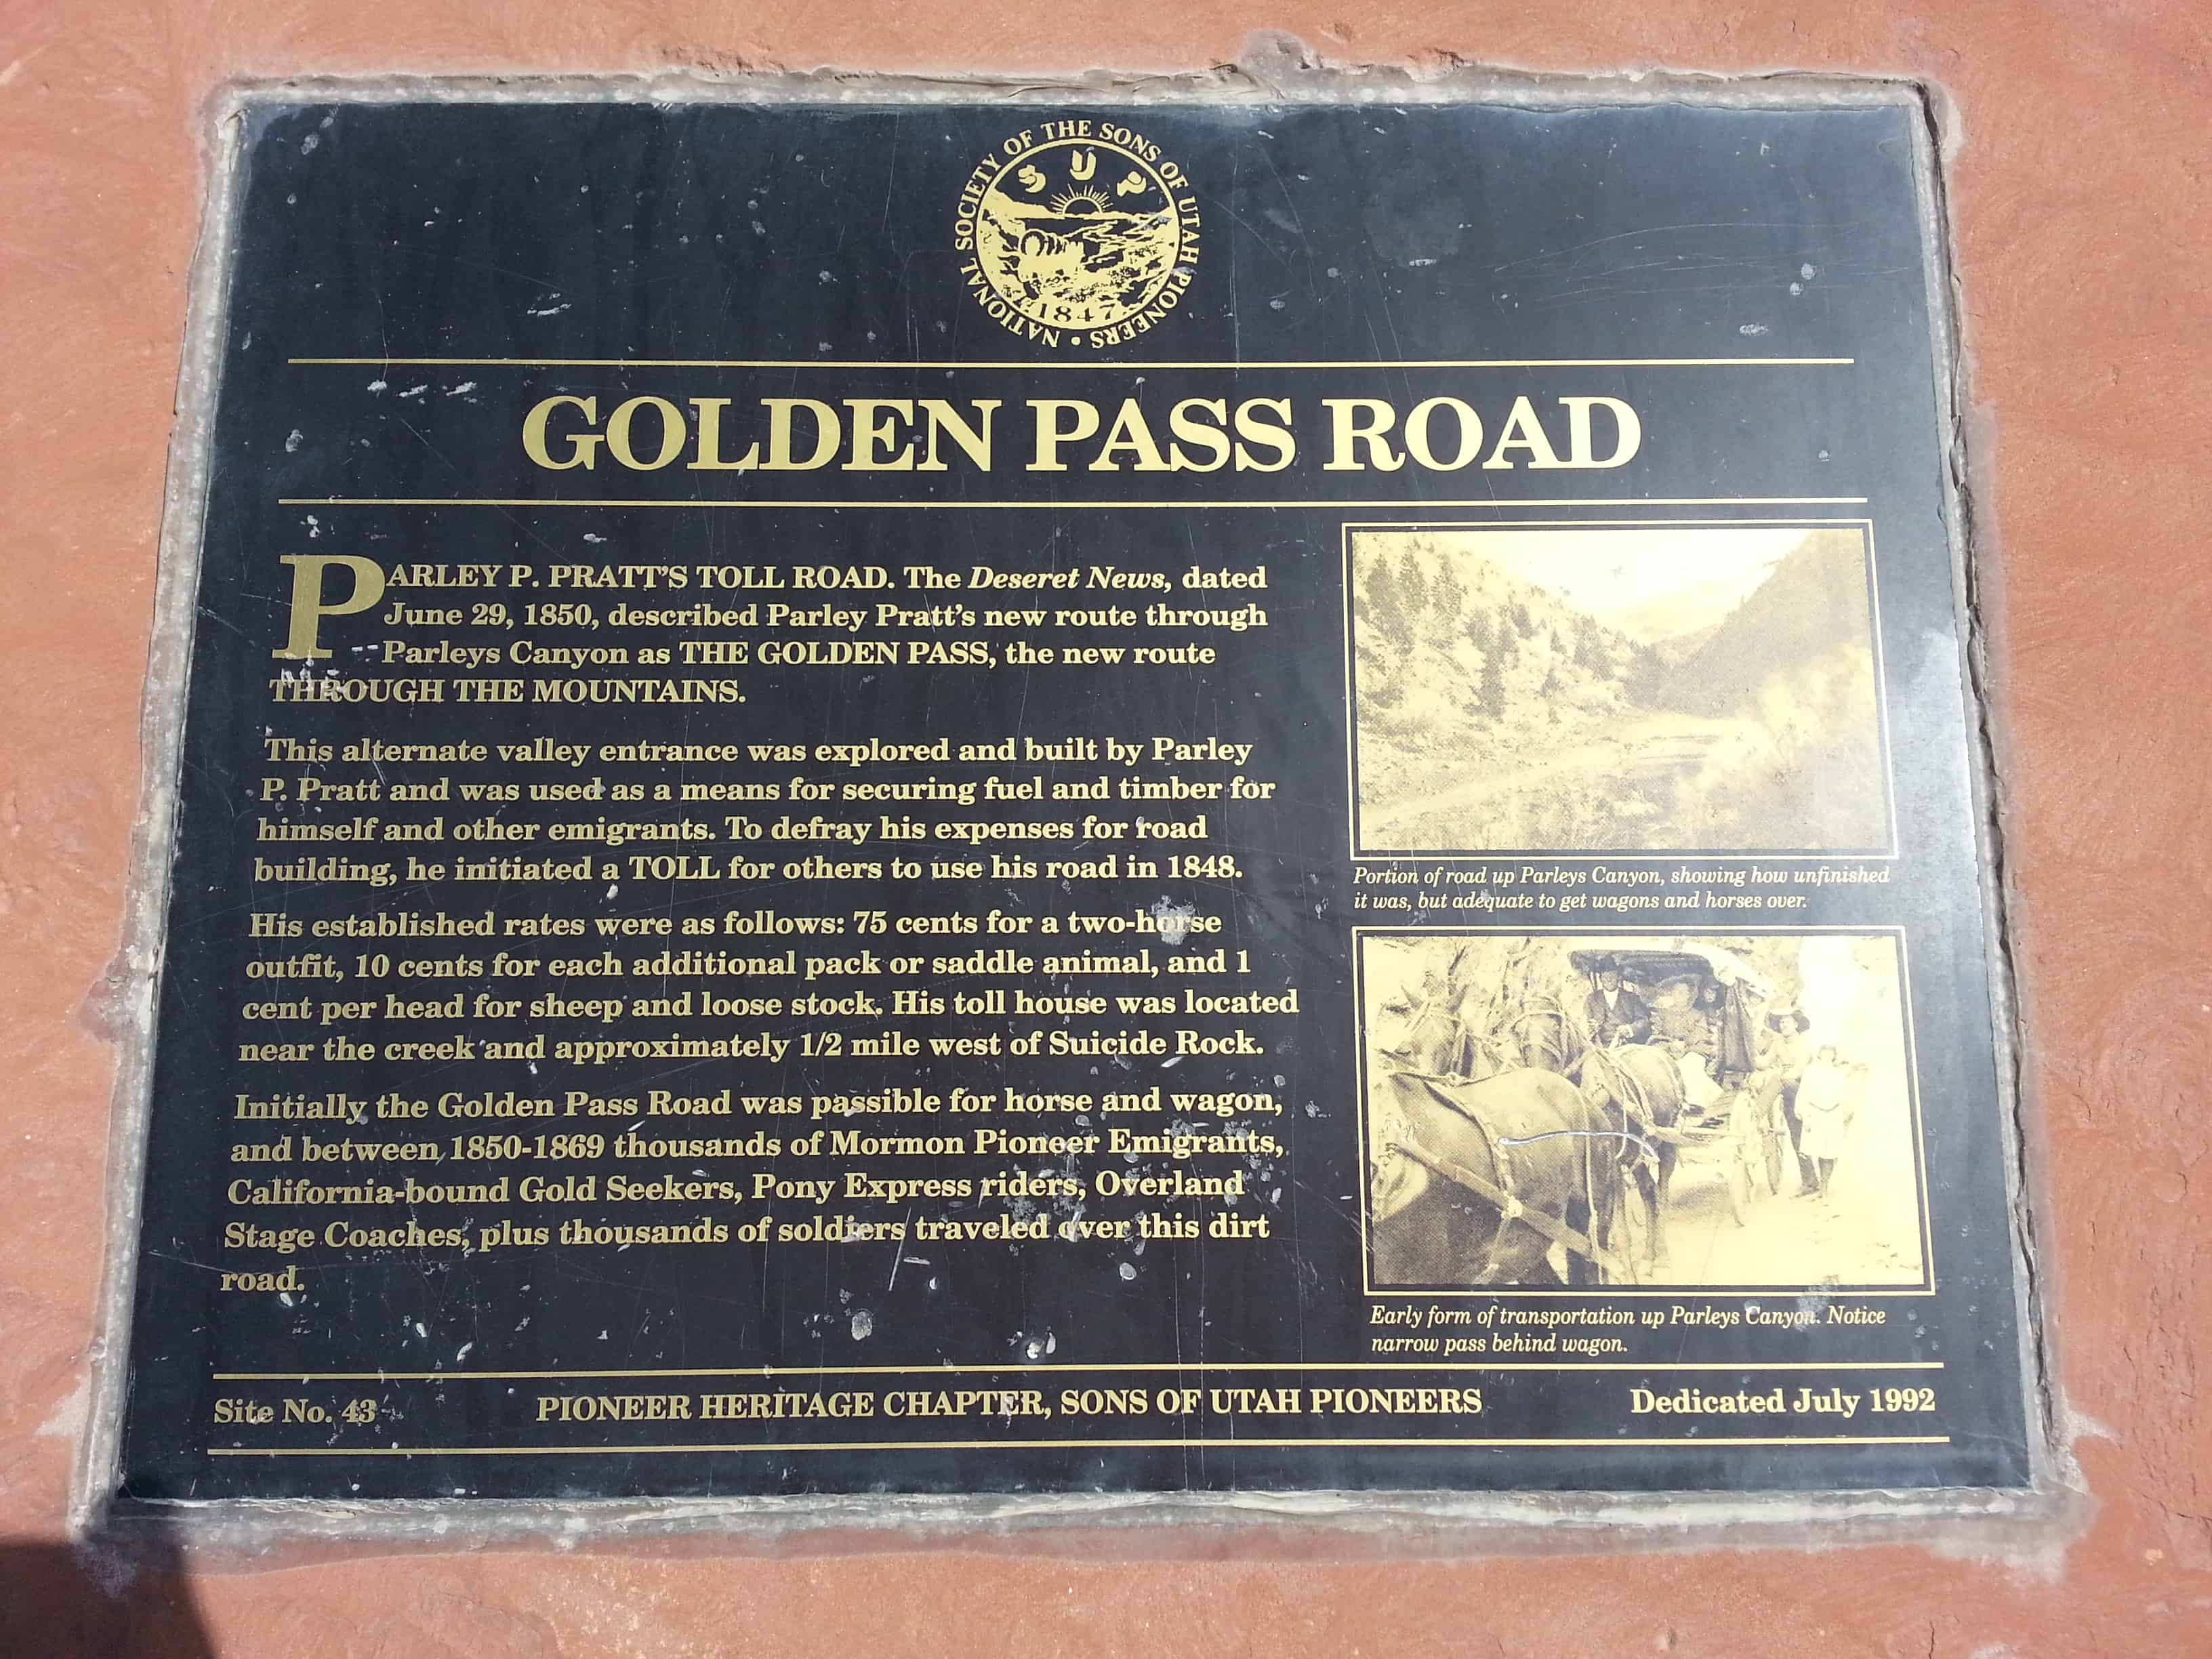 NATIONAL SOCIETY OF THE SONS OF UTAH PIONEERS •
SUP
1847
GOLDEN PASS ROAD
PARLEY P. PRATT'S TOLL ROAD. The Deseret News, dated
June 29, 1850, described Parley Pratt's new route through
Parleys Canyon as THE GOLDEN PASS, the new route
THROUGH THE MOUNTAINS.
This alternate valley entrance was explored and built by Parley
P. Pratt and was used as a means for securing fuel and timber for
himself and other emigrants. To defray his expenses for road
building, he initiated a TOLL for others to use his road in 1848.
His established rates were as follows: 75 cents for a two-horse
outfit, 10 cents for each additional pack or saddle animal, and 1
cent per head for sheep and loose stock. His toll house was located
near the creek and approximately 1/2 mile west of Suicide Rock.
Initially the Golden Pass Road was passible for horse and wagon,
and between 1850-1869 thousands of Mormon Pioneer Emigrants,
California-bound Gold Seekers, Pony Express riders, Overland
Stage Coaches, plus thousands of soldiers traveled over this dirt
road.
Portion of road up Parleys Canyon, showing how unfinished
it was, but adequate to get wagons and horses over.
Early form of transportation up Parleys Canyon. Notice
narrow pass behind wagon.
Site No. 43 PIONEER HERITAGE CHAPTER, SONS OF UTAH PIONEERS Dedicated July 1992